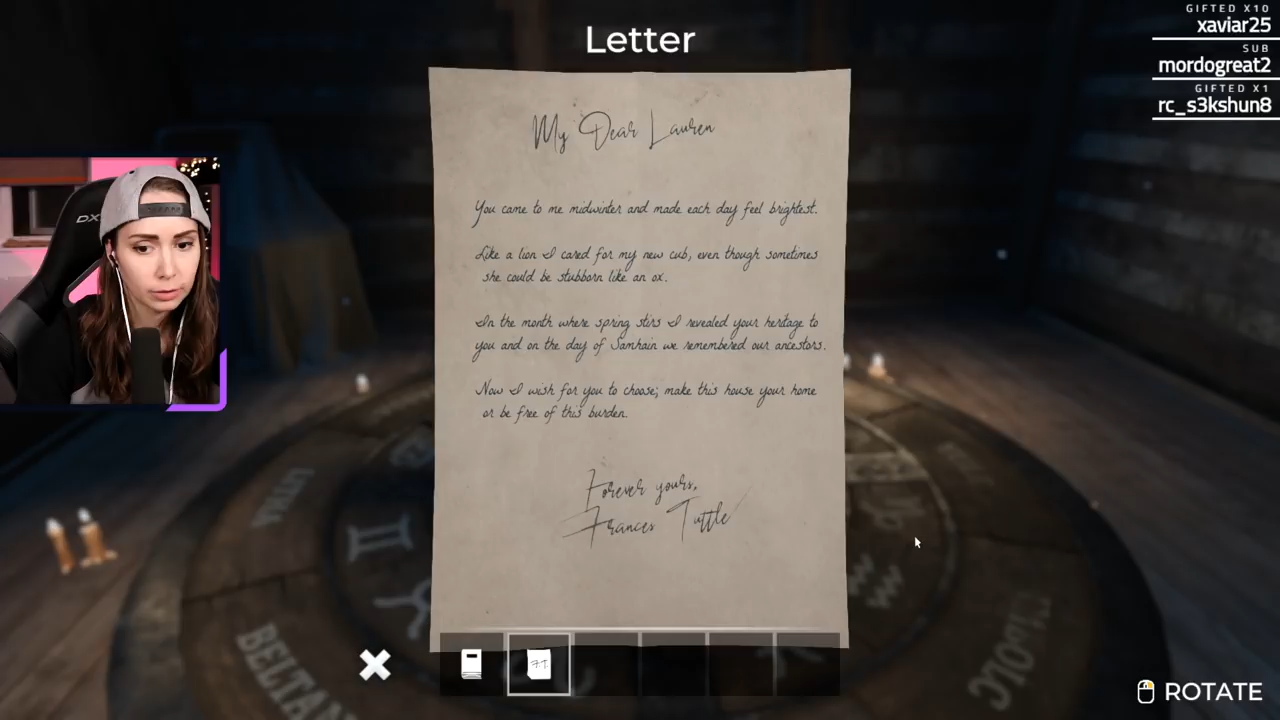 Letter
GIFTED X10
xaviar25
SUB
mordogreat2
GIFTED X1
rc_s3kshun8
My Dear Lauren
You came to me midwinter and made each day feel brightest.
Like a lion I cared for my new cub, even though sometimes
she could be stubborn like an ox.
In the month where spring stirs I revealed your heritage to
you and on the day of Samhain we remembered our ancestors.
Now I wish for you to choose; make this house your home
or be free of this burden.
Forever yours,
Frances Tuttle
DX
LITHA
BELTAN
IMBOLC
F.T
ROTATE